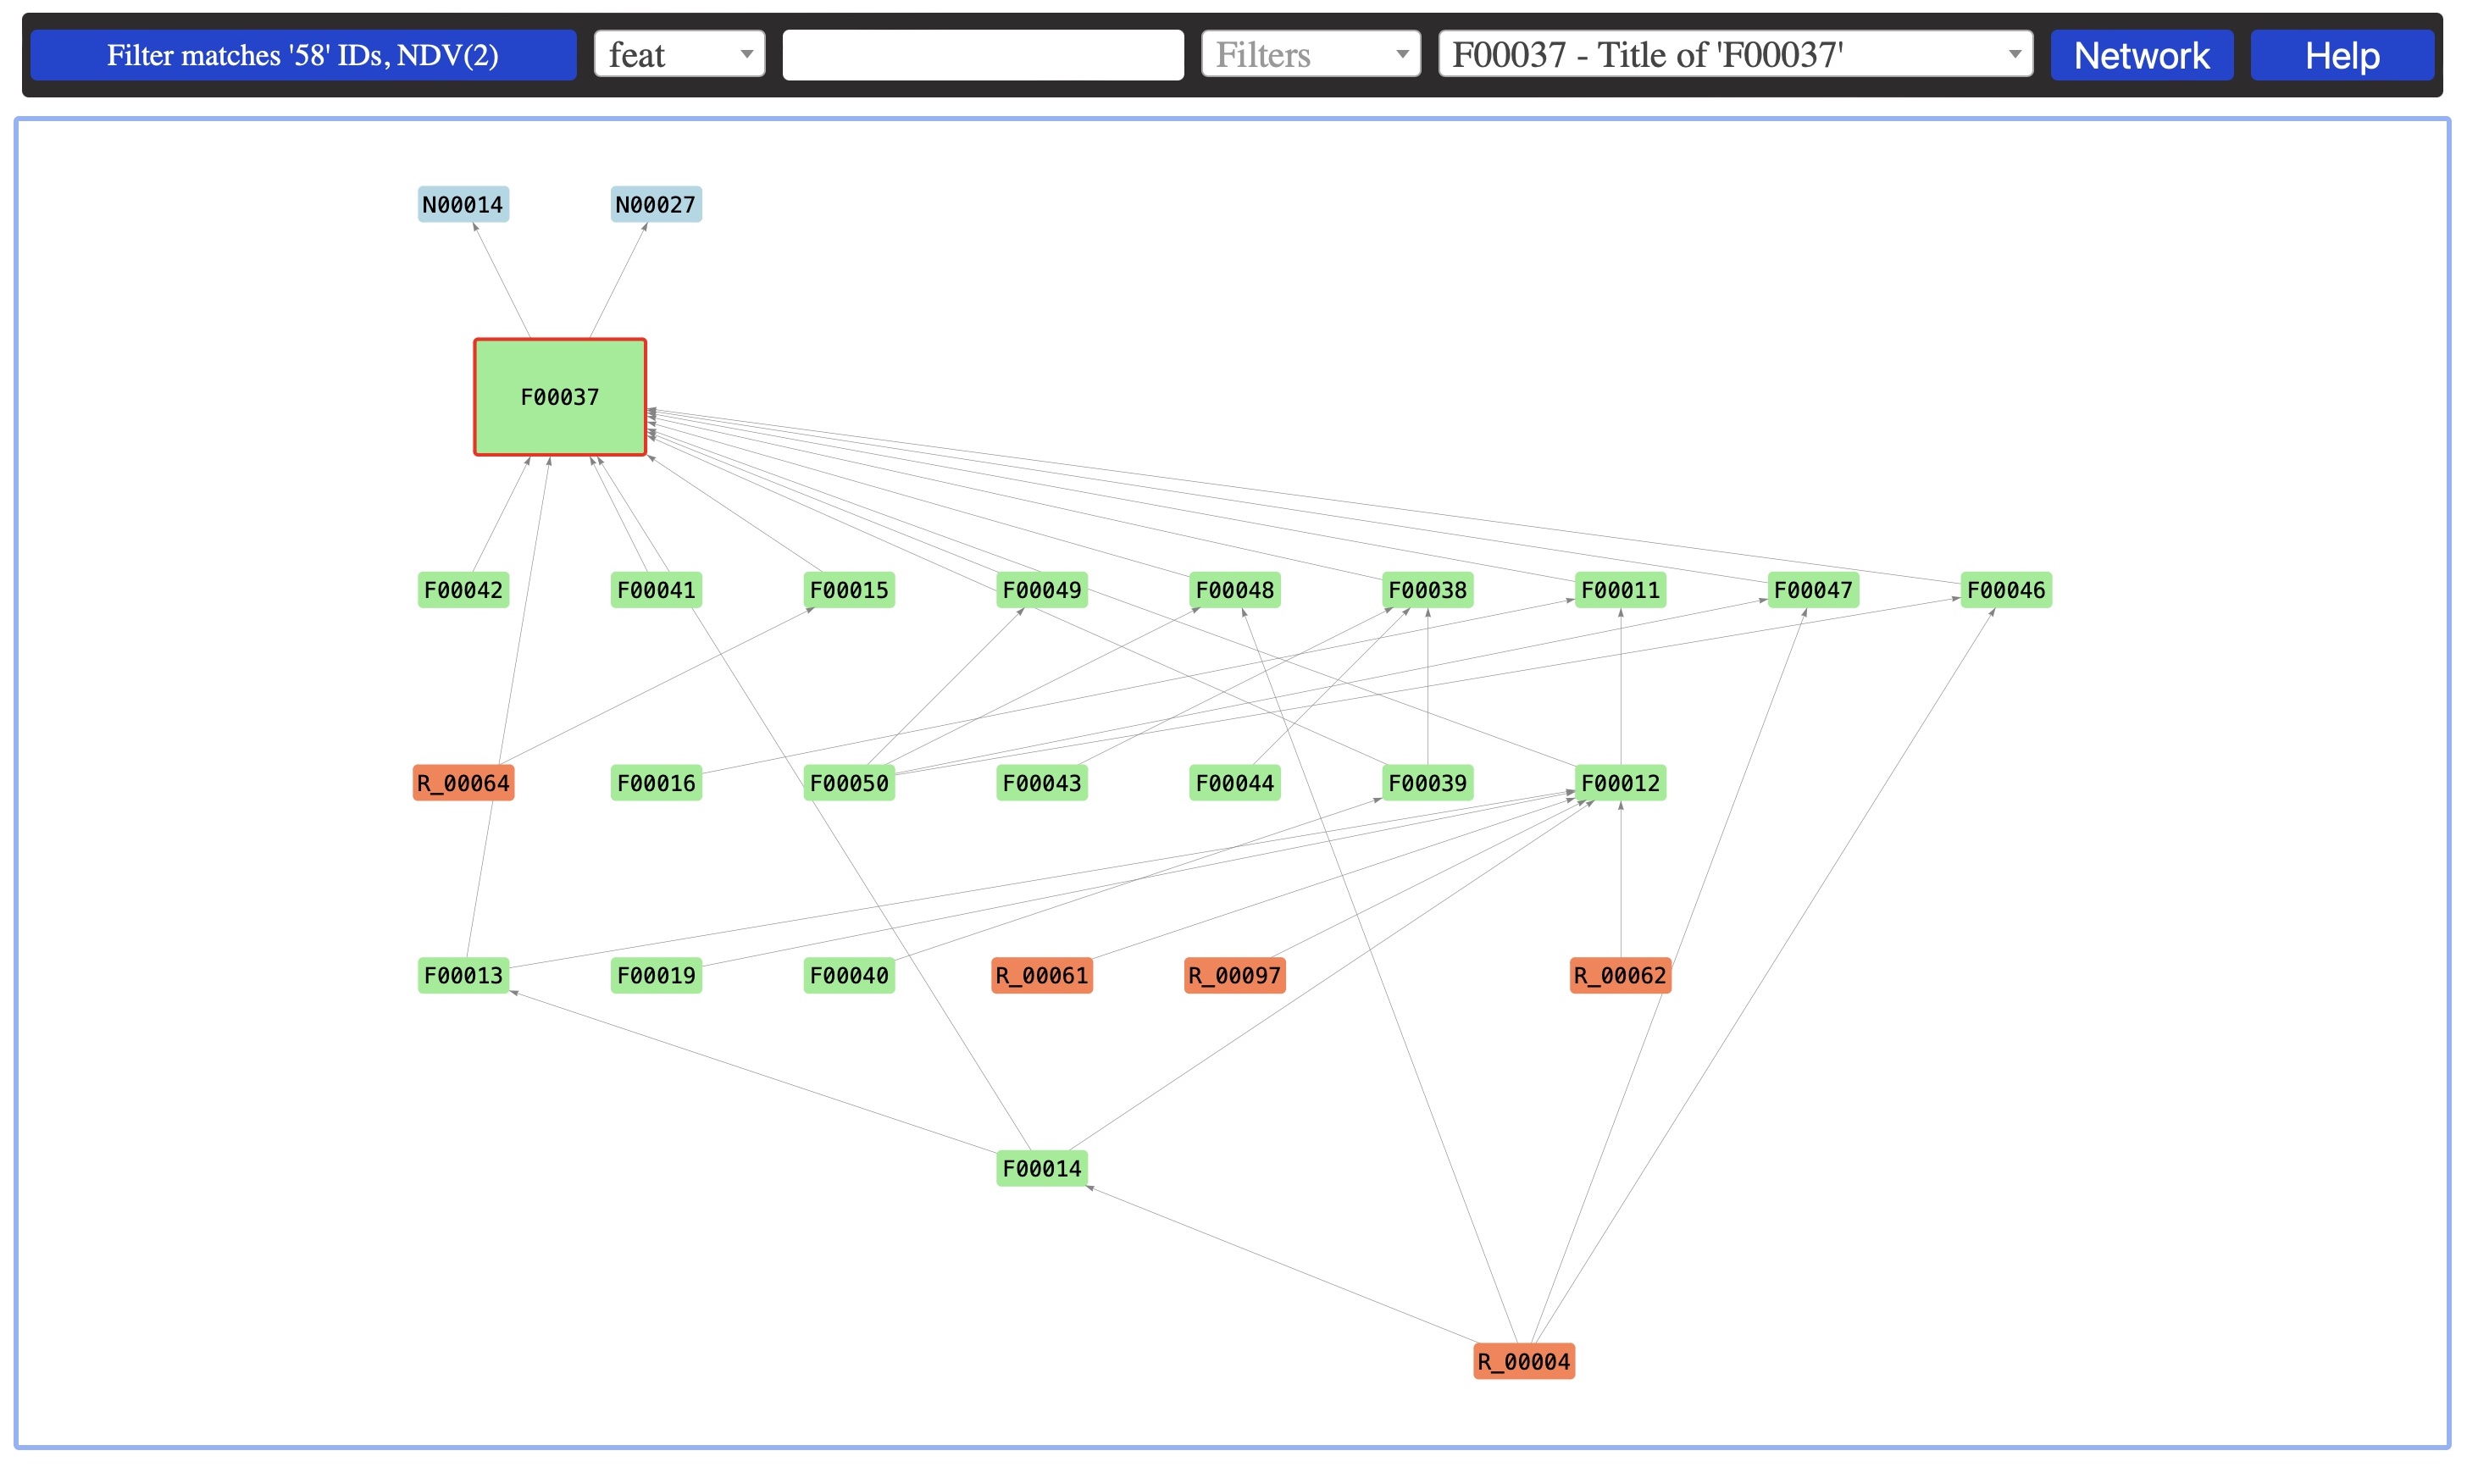 Filter matches '58' IDs, NDV(2) feat Filters F00037 - Title of 'F00037' Network Help
N00014 N00027
F00037
F00042 F00041 F00015 F00049 F00048 F00038 F00011 F00047 F00046
R_00064 F00016 F00050 F00043 F00044 F00039 F00012
F00013 F00019 F00040 R_00061 R_00097 R_00062
F00014
R_00004